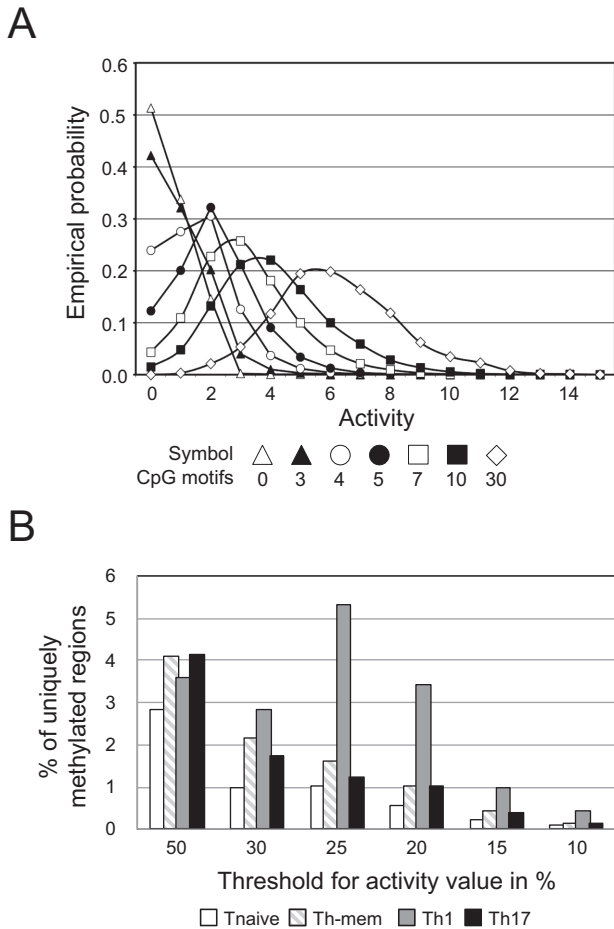 A
Empirical probability
0.6
0.5
0.4
0.3
0.2
0.1
0.0
0 2 4 6 8 10 12 14
Activity
Symbol
CpG motifs 0 3 4 5 7 10 30
B
% of uniquely
methylated regions
6
5
4
3
2
1
0
50 30 25 20 15 10
Threshold for activity value in %
Tnaive Th-mem Th1 Th17